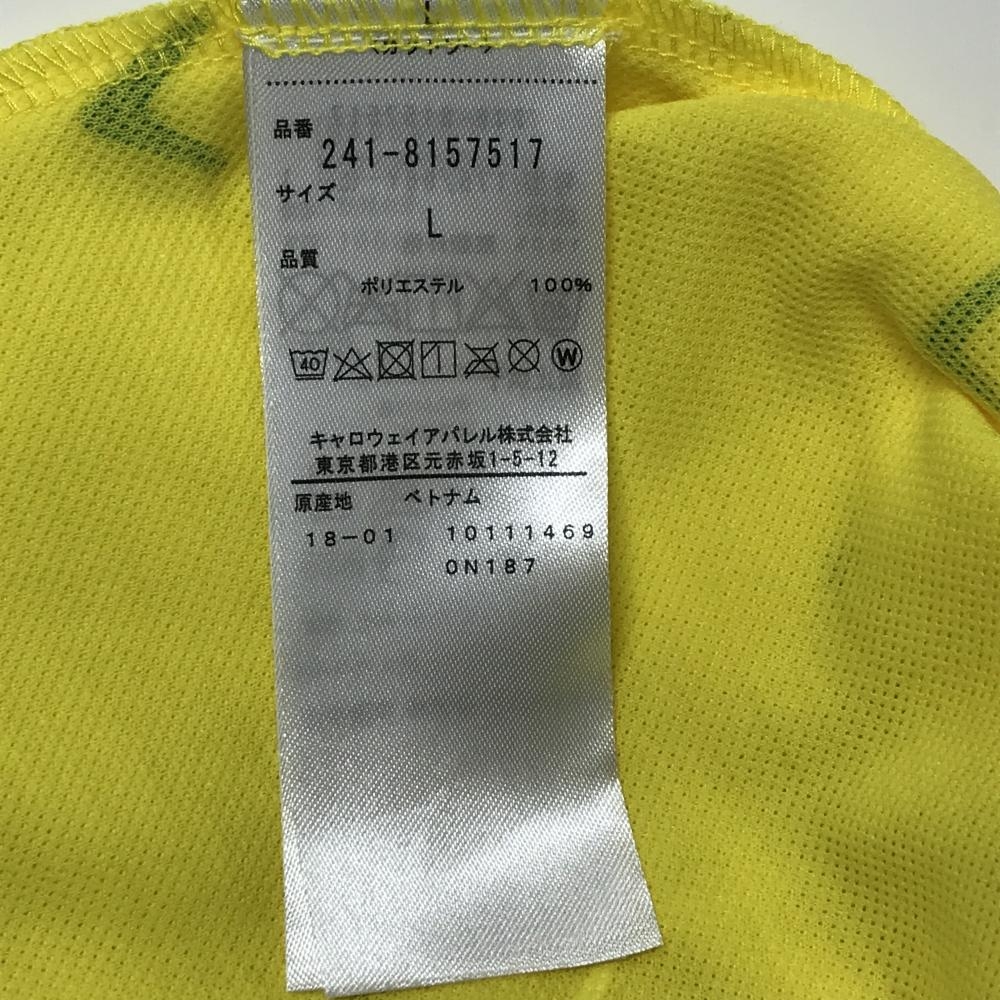 品番
241-8157517
サイズ
L
品質
ポリエステル 100%
40 W
キャロウェイアパレル株式会社
東京都港区元赤坂1-5-12
原産地 ベトナム
18-01 10111469
0N187